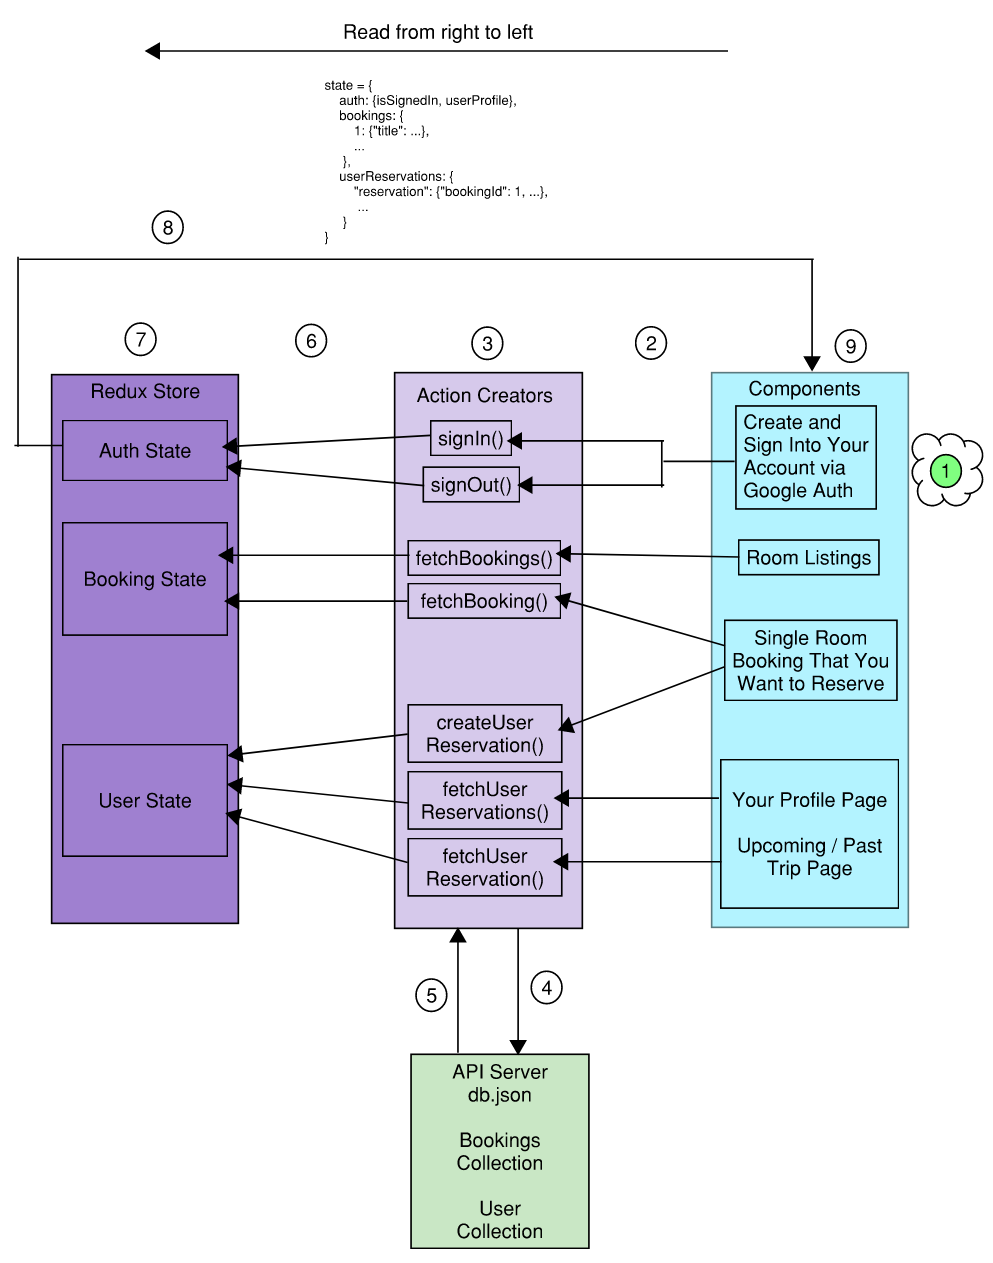 Read from right to left
state = {
auth: {isSignedIn, userProfile},
bookings: {
1: {"title": ...},
...
},
userReservations: {
"reservation": {"bookingId": 1, ...},
...
}
}
8
7
6
3
2
9
Redux Store
Auth State
Booking State
User State
Action Creators
signIn()
signOut()
fetchBookings()
fetchBooking()
createUser
Reservation()
fetchUser
Reservations()
fetchUser
Reservation()
Components
Create and
Sign Into Your
Account via
Google Auth
1
Room Listings
Single Room
Booking That You
Want to Reserve
Your Profile Page
Upcoming / Past
Trip Page
5
4
API Server
db.json
Bookings
Collection
User
Collection